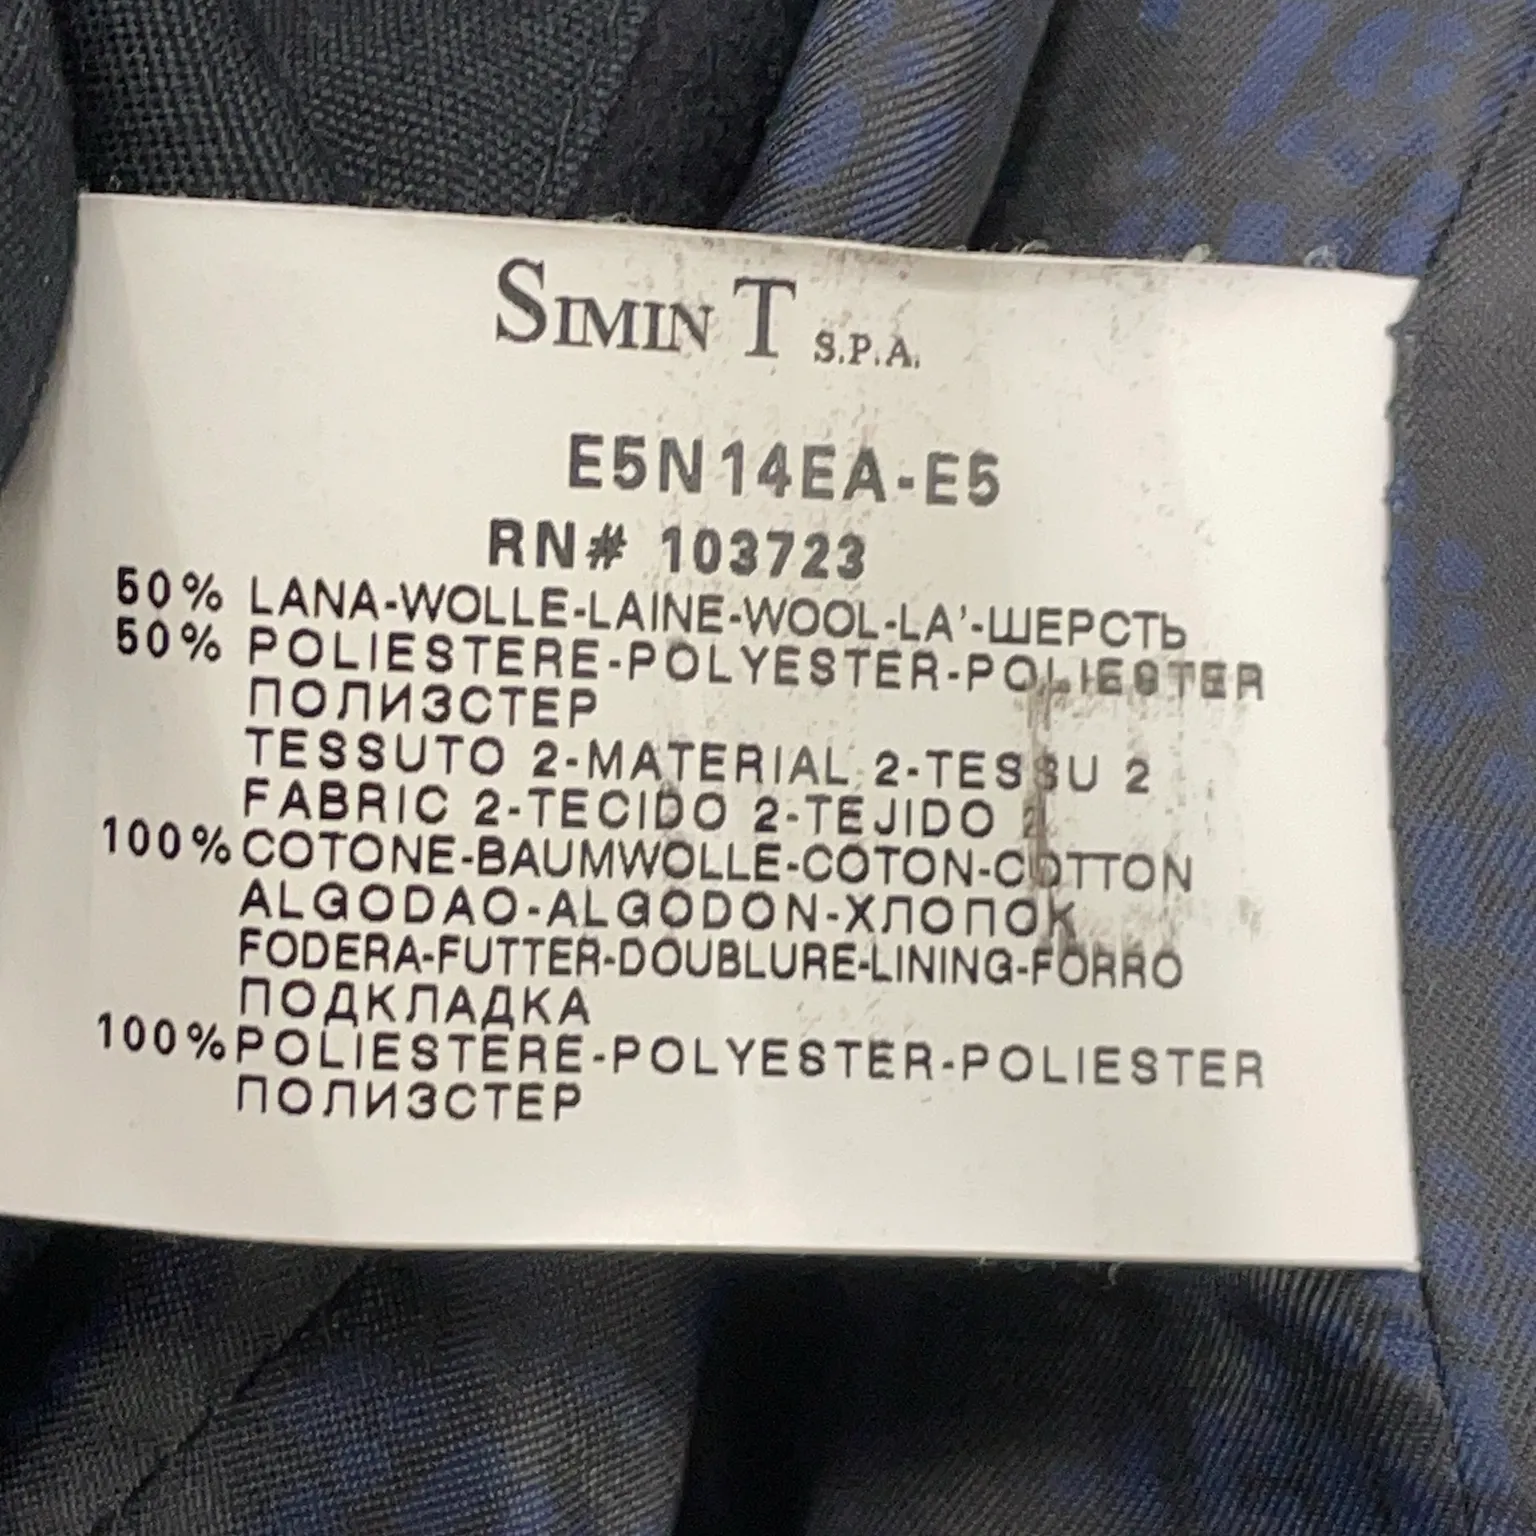 SIMIN T S.P.A.
E5N14EA-E5
RN# 103723
50% LANA-WOLLE-LAINE-WOOL-LA'-ШЕРСТЬ
50% POLIESTERE-POLYESTER-POLIESTER
ПОЛИЗСТЕР
TESSUTO 2-MATERIAL 2-TESSU 2
FABRIC 2-TECIDO 2-TEJIDO 2
100% COTONE-BAUMWOLLE-COTON-COTTON
ALGODAO-ALGODON-ХЛОПОК
FODERA-FUTTER-DOUBLURE-LINING-FORRO
ПОДКЛАДКА
100% POLIESTERE-POLYESTER-POLIESTER
ПОЛИЗСТЕР